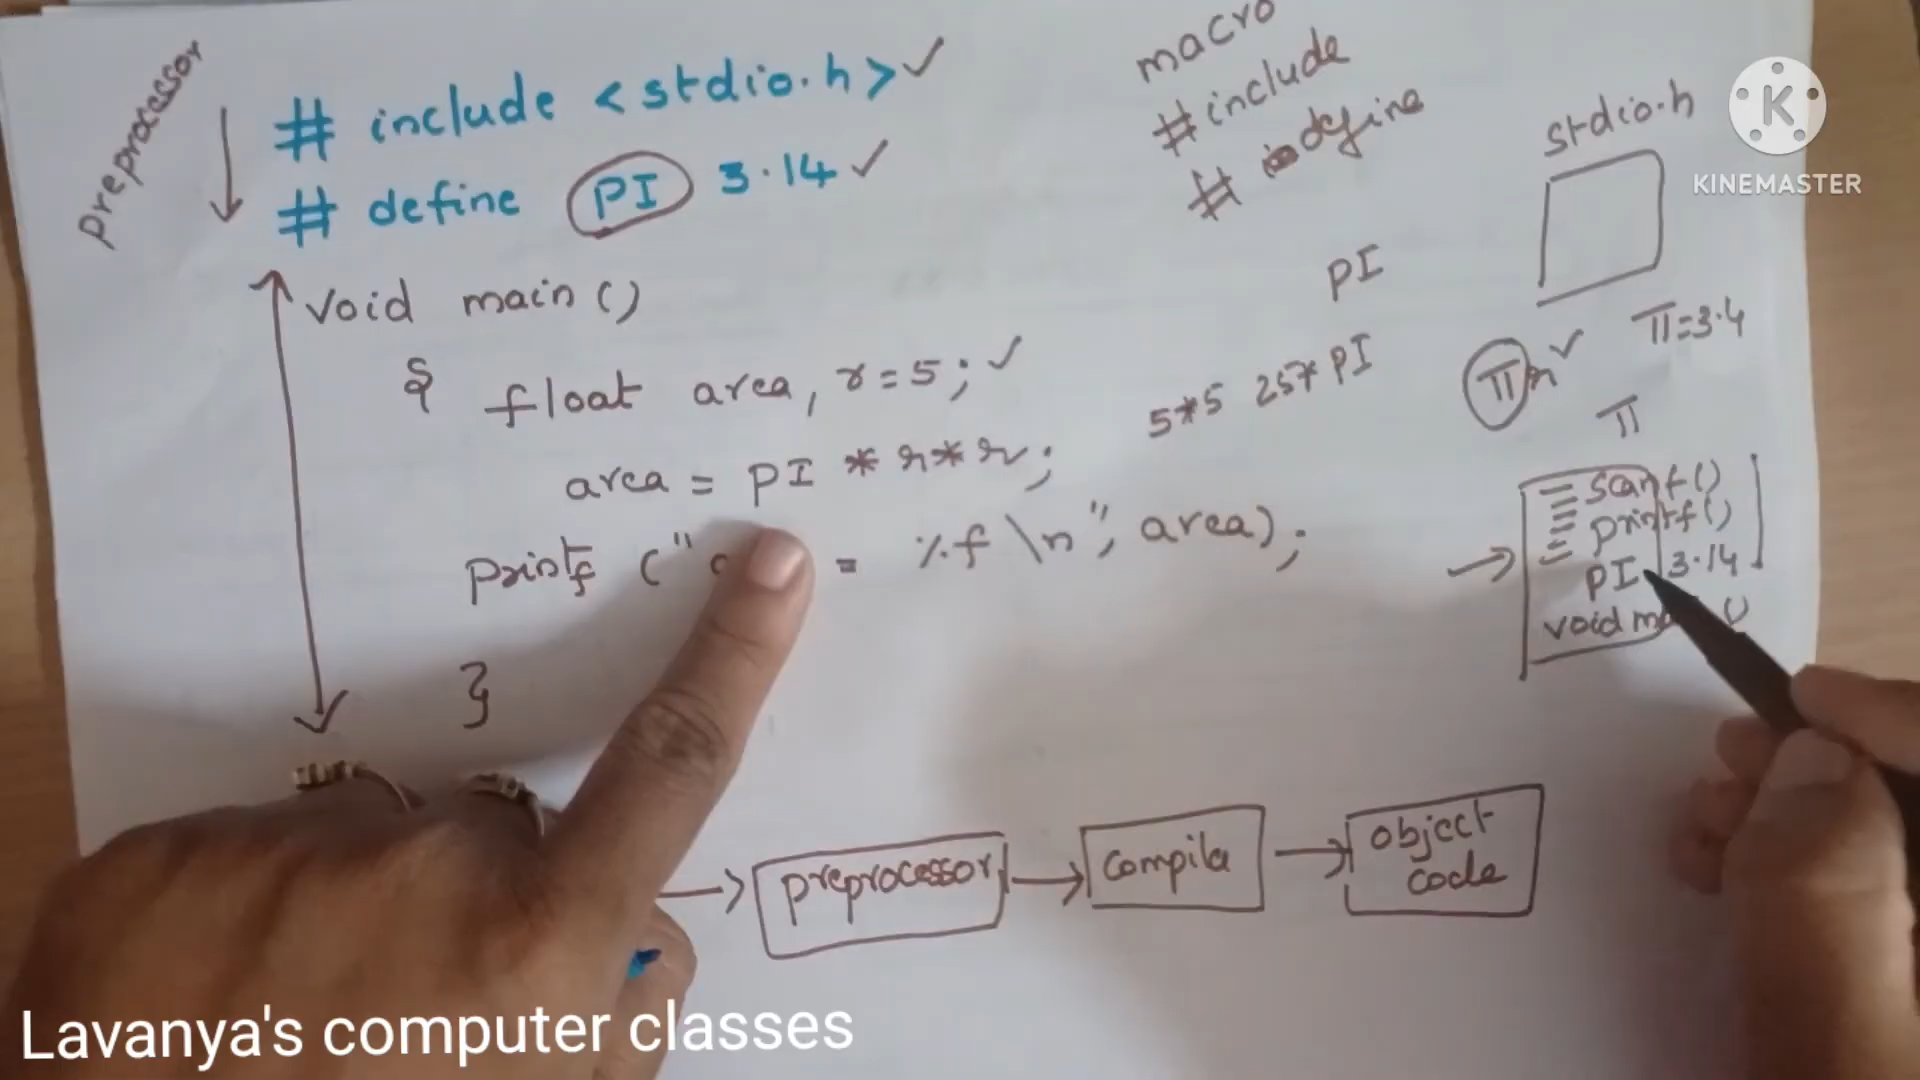 preprocessor
# include <stdio.h> ✓
# define PI 3.14 ✓
void main ()
{ float area, r = 5; ✓
area = PI * r * r;
printf (" = %f \n", area);
}
macro
# include
# define
PI
5*5 25* PI
stdio.h
π=3.4
πr
π
scanf()
printf()
PI 3.14
void
preprocessor
Compile
object
code
KINEMASTER
Lavanya's computer classes